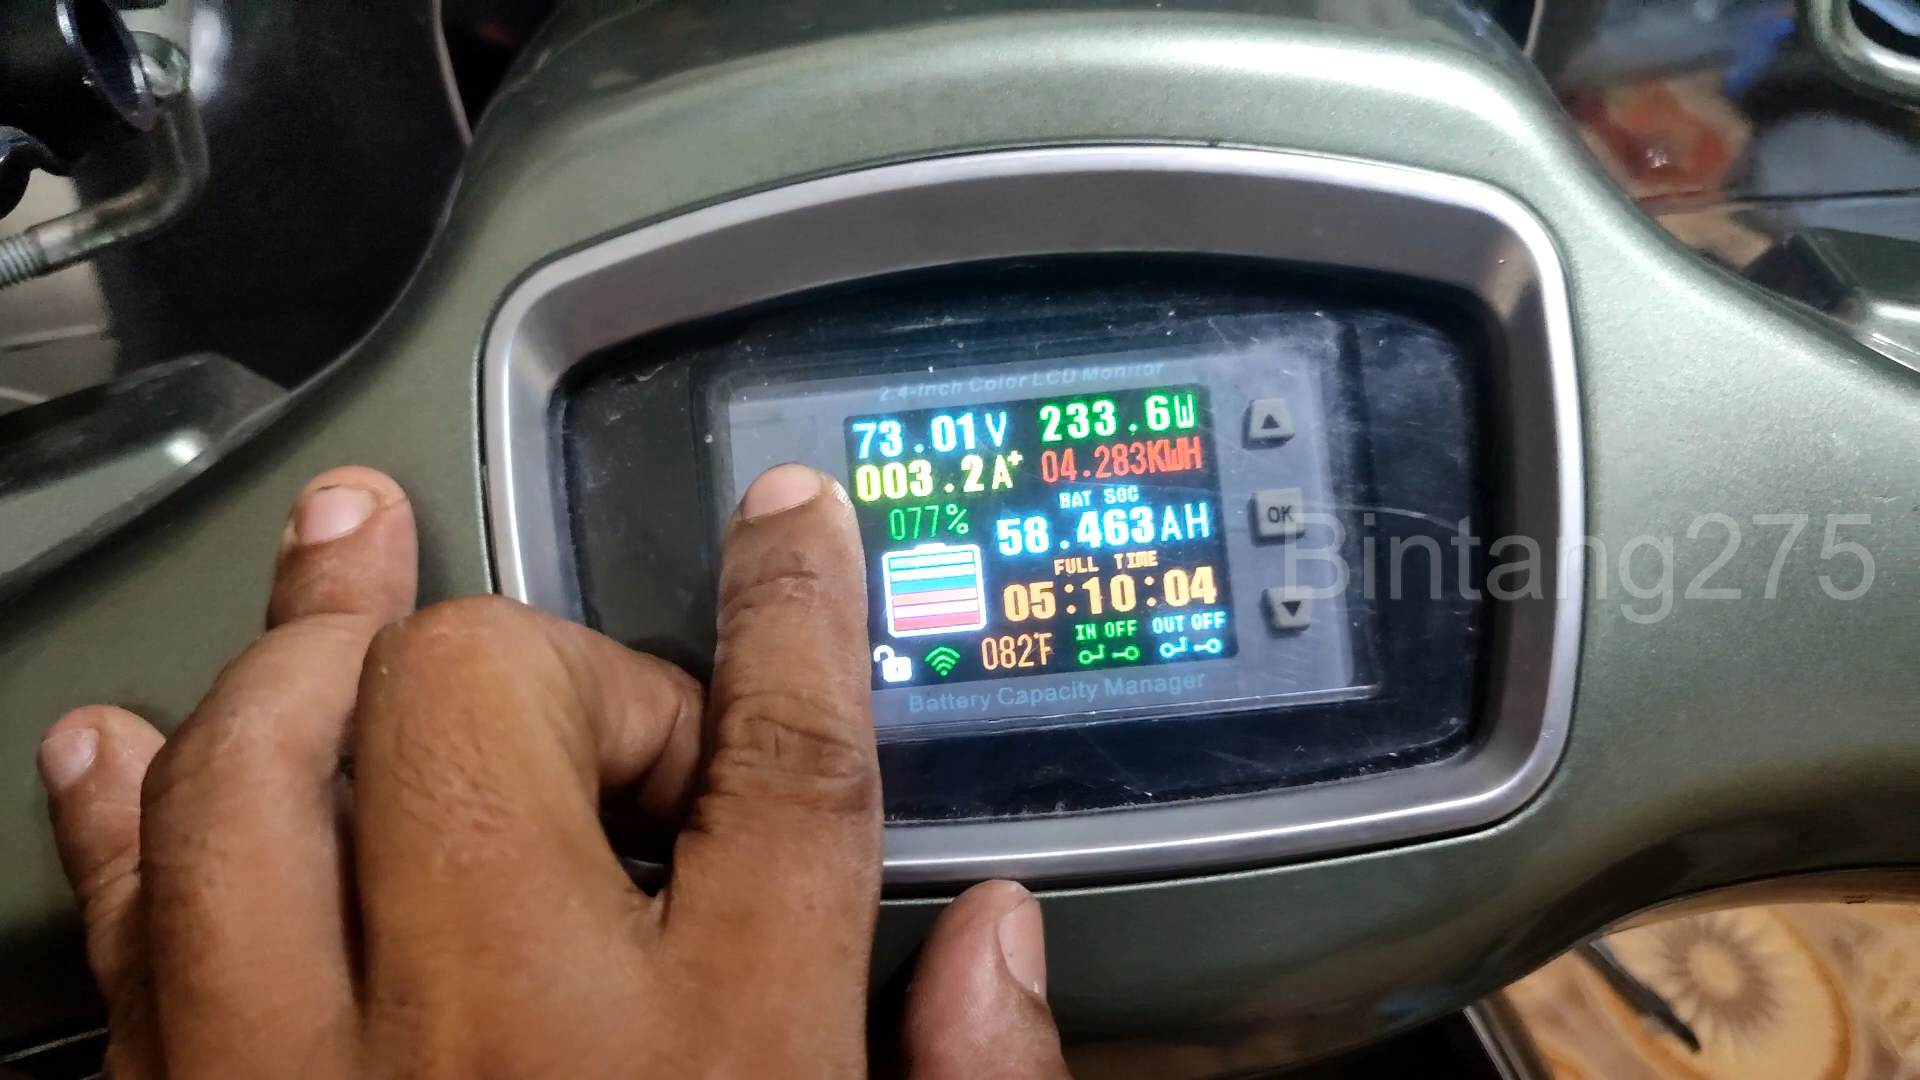 2.4-inch Color LCD Monitor
73.01V 233.6W
003.2A+ 04.283KWH
077% BAT SOC
58.463AH
FULL TIME
05:10:04
082°F IN OFF OUT OFF
Battery Capacity Manager
OK
Bintang275